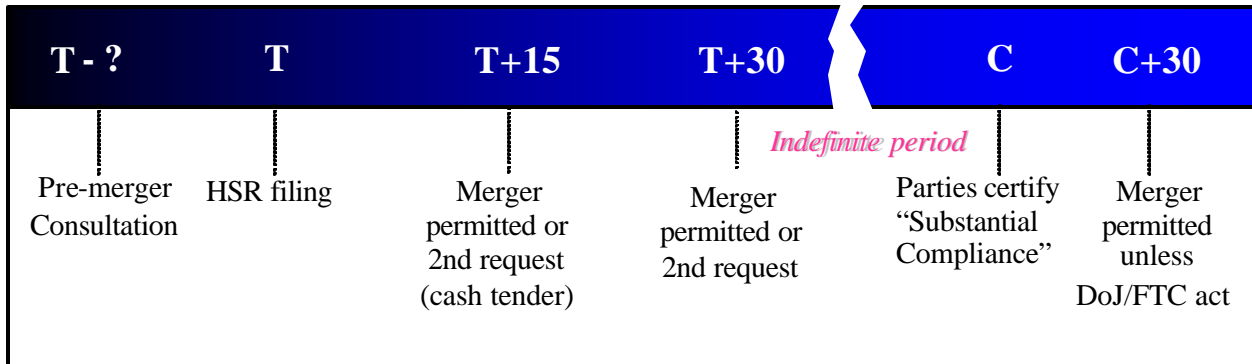 T - ? T T+15 T+30 C C+30
Indefinite period
Pre-merger
Consultation
HSR filing
Merger
permitted or
2nd request
(cash tender)
Merger
permitted or
2nd request
Parties certify
“Substantial
Compliance”
Merger
permitted
unless
DoJ/FTC act